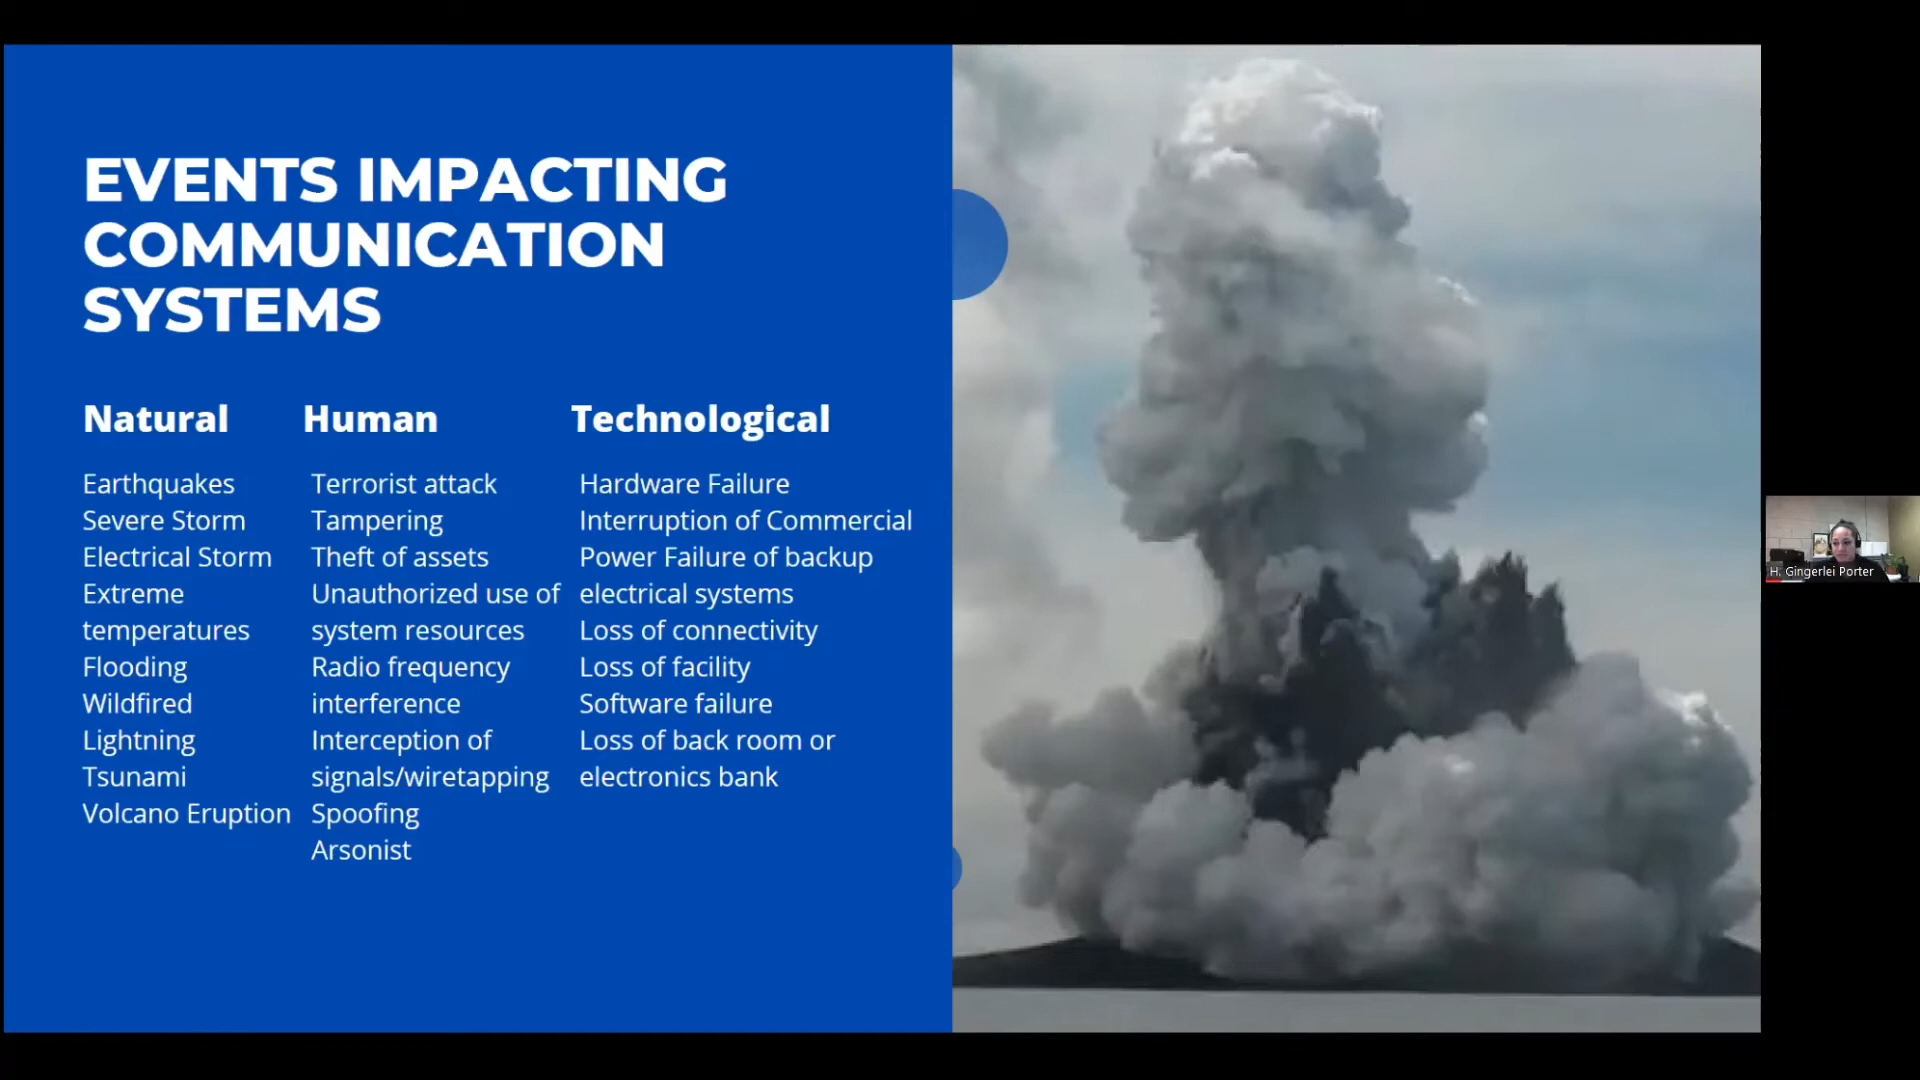 EVENTS IMPACTING
COMMUNICATION
SYSTEMS
Natural
Earthquakes
Severe Storm
Electrical Storm
Extreme
temperatures
Flooding
Wildfired
Lightning
Tsunami
Volcano Eruption
Human
Terrorist attack
Tampering
Theft of assets
Unauthorized use of
system resources
Radio frequency
interference
Interception of
signals/wiretapping
Spoofing
Arsonist
Technological
Hardware Failure
Interruption of Commercial
Power Failure of backup
electrical systems
Loss of connectivity
Loss of facility
Software failure
Loss of back room or
electronics bank
H. Gingerlei Porter